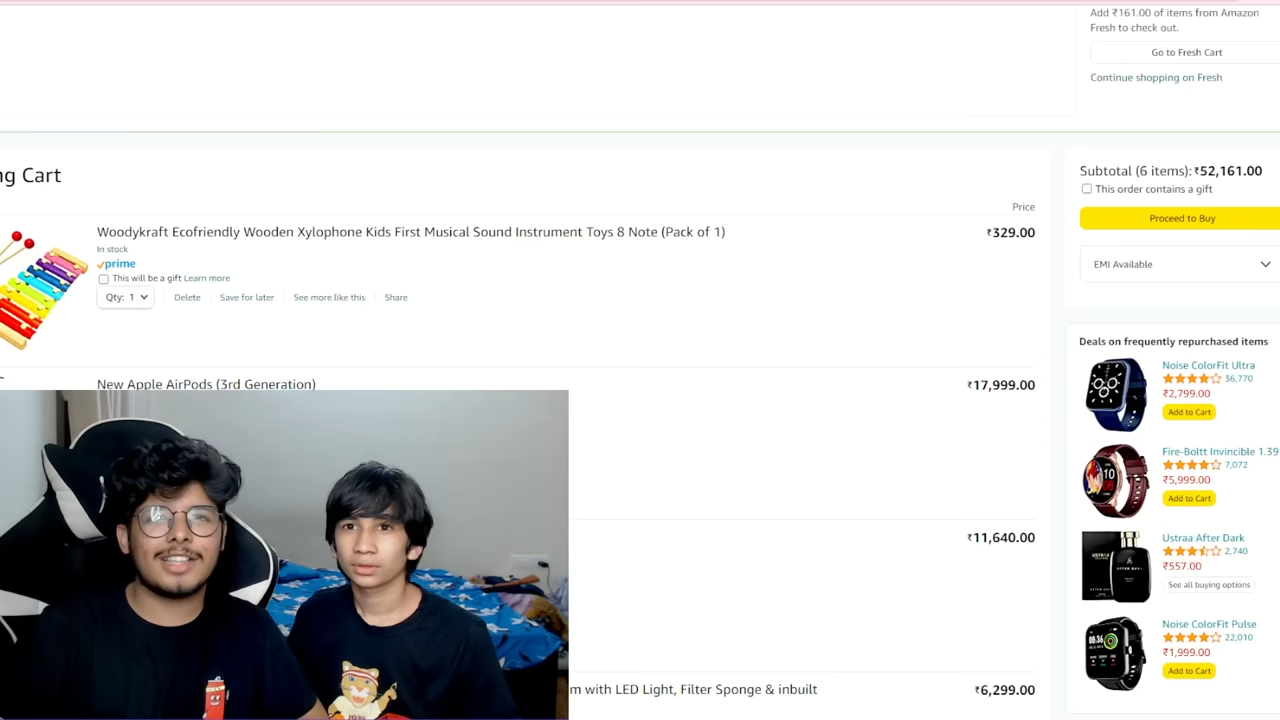 Add ₹161.00 of items from Amazon
Fresh to check out.
Go to Fresh Cart
Continue shopping on Fresh
ng Cart
Price
Woodykraft Ecofriendly Wooden Xylophone Kids First Musical Sound Instrument Toys 8 Note (Pack of 1)
₹329.00
In stock
prime
This will be a gift Learn more
Qty: 1
Delete
Save for later
See more like this
Share
New Apple AirPods (3rd Generation)
₹17,999.00
₹11,640.00
m with LED Light, Filter Sponge & inbuilt
₹6,299.00
Subtotal (6 items): ₹52,161.00
This order contains a gift
Proceed to Buy
EMI Available
Deals on frequently repurchased items
Noise ColorFit Ultra
36,770
₹2,799.00
Add to Cart
Fire-Boltt Invincible 1.39
7,072
₹5,999.00
Add to Cart
Ustraa After Dark
2,740
₹557.00
See all buying options
Noise ColorFit Pulse
22,010
₹1,999.00
Add to Cart